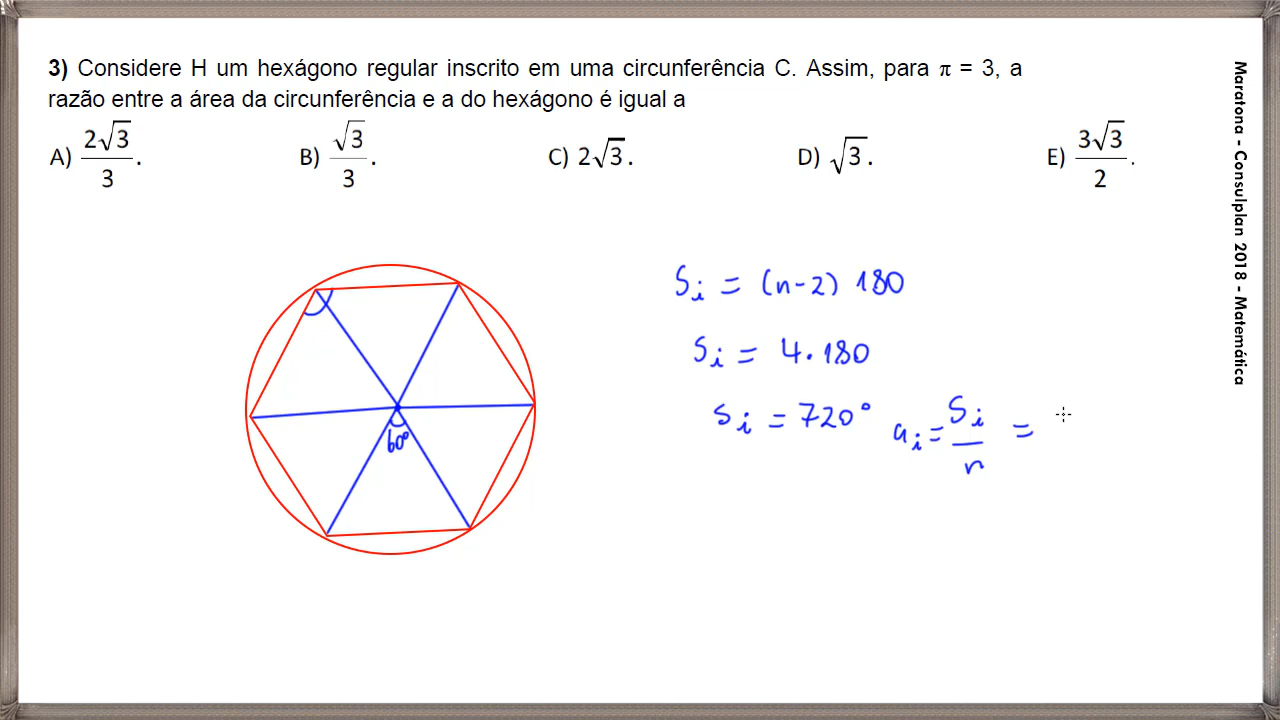 3) Considere H um hexágono regular inscrito em uma circunferência C. Assim, para π = 3, a
razão entre a área da circunferência e a do hexágono é igual a
A) 2√3/3. B) √3/3. C) 2√3. D) √3. E) 3√3/2.
Si = (n-2) 180
Si = 4.180
Si = 720° ai = Si/n =
60°
Maratona - Consulplan 2018 - Matemática